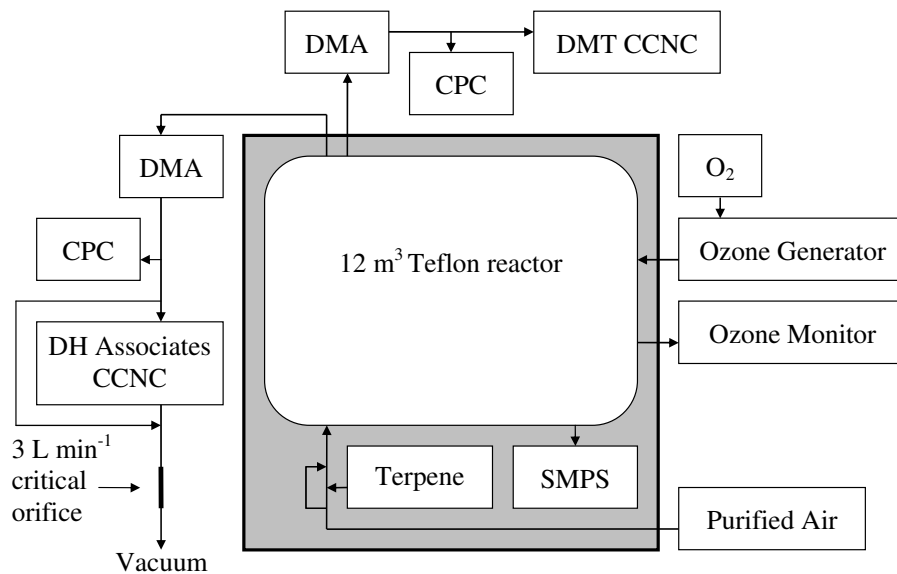 DMA
DMT CCNC
CPC
DMA
O₂
CPC
12 m³ Teflon reactor
Ozone Generator
DH Associates
CCNC
Ozone Monitor
3 L min⁻¹
critical
orifice
Terpene
SMPS
Purified Air
Vacuum